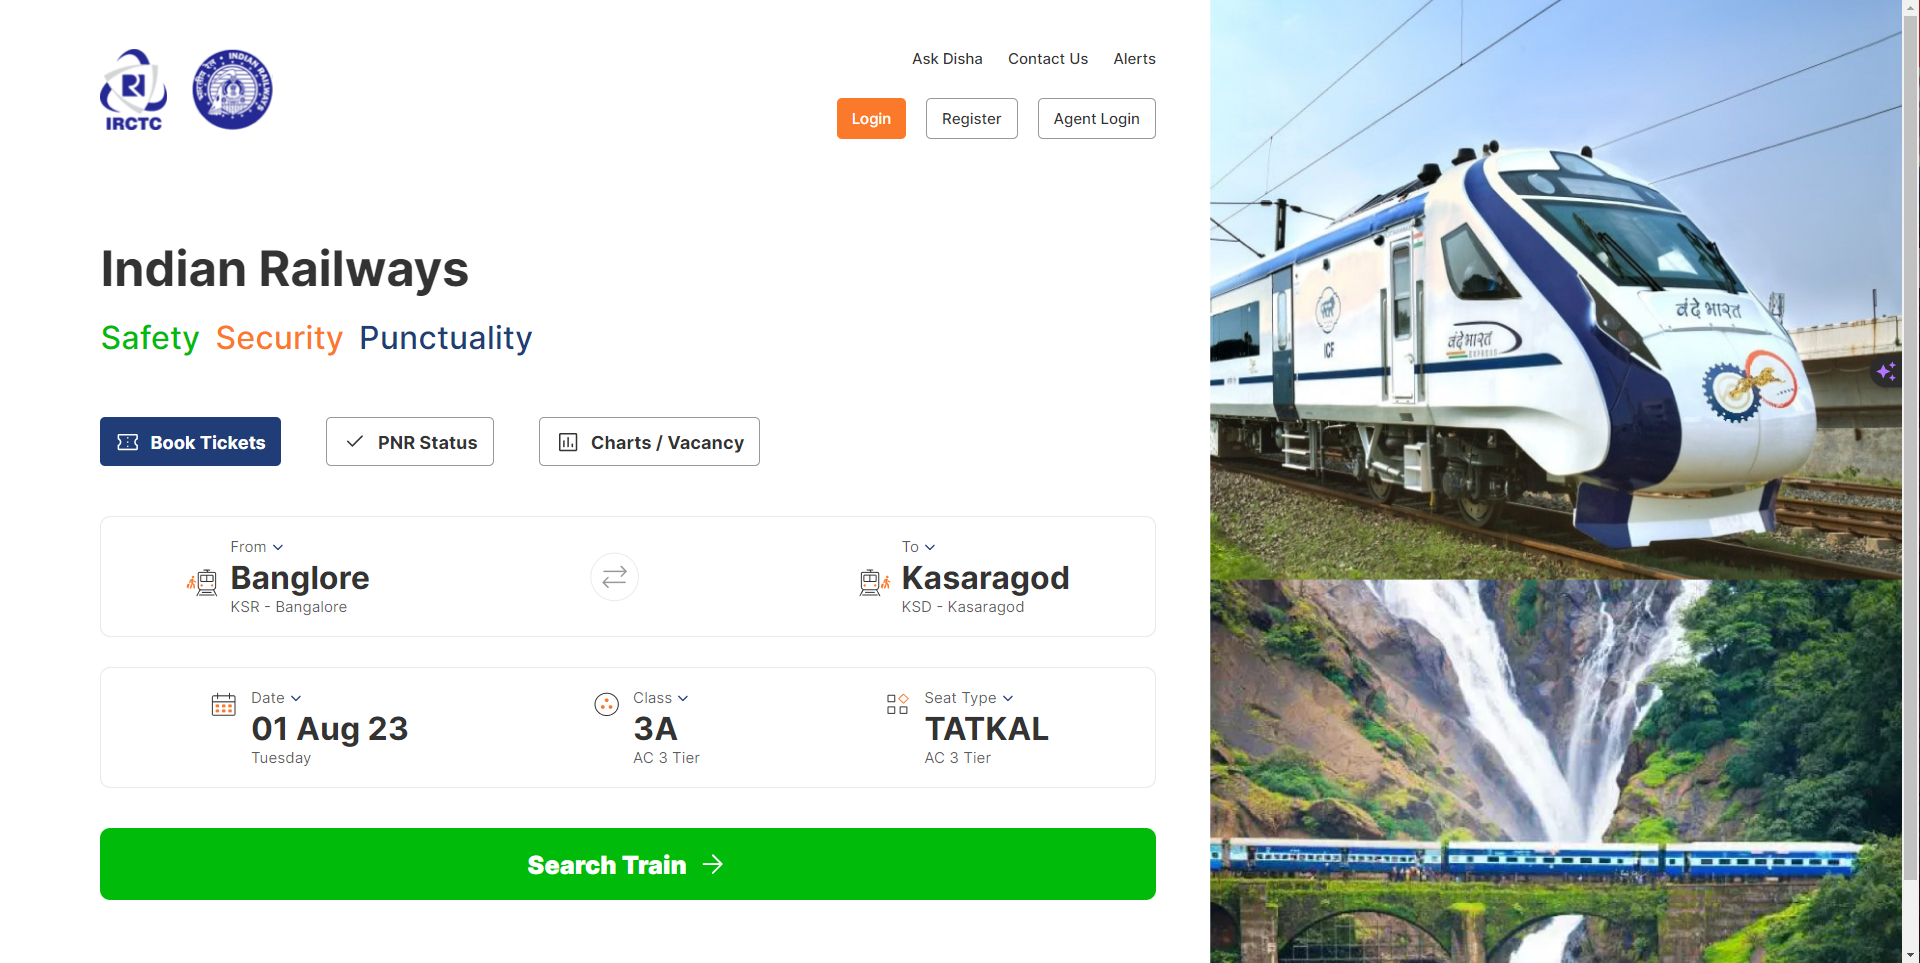 IRCTC
INDIAN RAILWAYS
भारतीय रेल
Ask Disha
Contact Us
Alerts
Login
Register
Agent Login
Indian Railways
Safety Security Punctuality
Book Tickets
PNR Status
Charts / Vacancy
From
Banglore
KSR - Bangalore
To
Kasaragod
KSD - Kasaragod
Date
01 Aug 23
Tuesday
Class
3A
AC 3 Tier
Seat Type
TATKAL
AC 3 Tier
Search Train
ICF
वंदे भारत
वंदे भारत